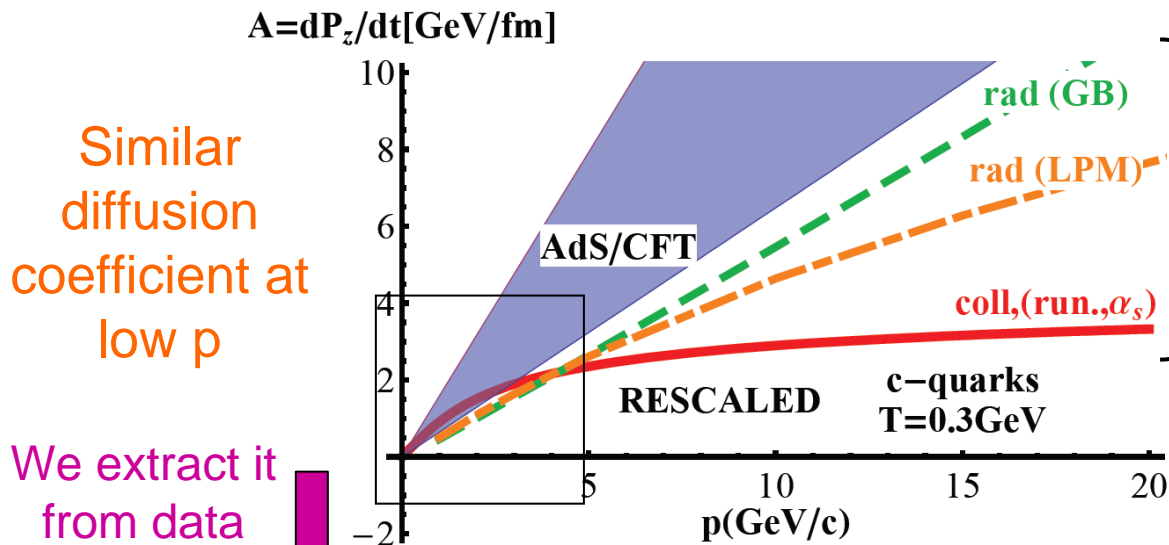 A=dP_z/dt[GeV/fm]
10
8
6
4
2
−2
5
10
15
20
p(GeV/c)
rad (GB)
rad (LPM)
AdS/CFT
coll,(run.,α_s)
RESCALED
c−quarks
T=0.3GeV
Similar
diffusion
coefficient at
low p
We extract it
from data